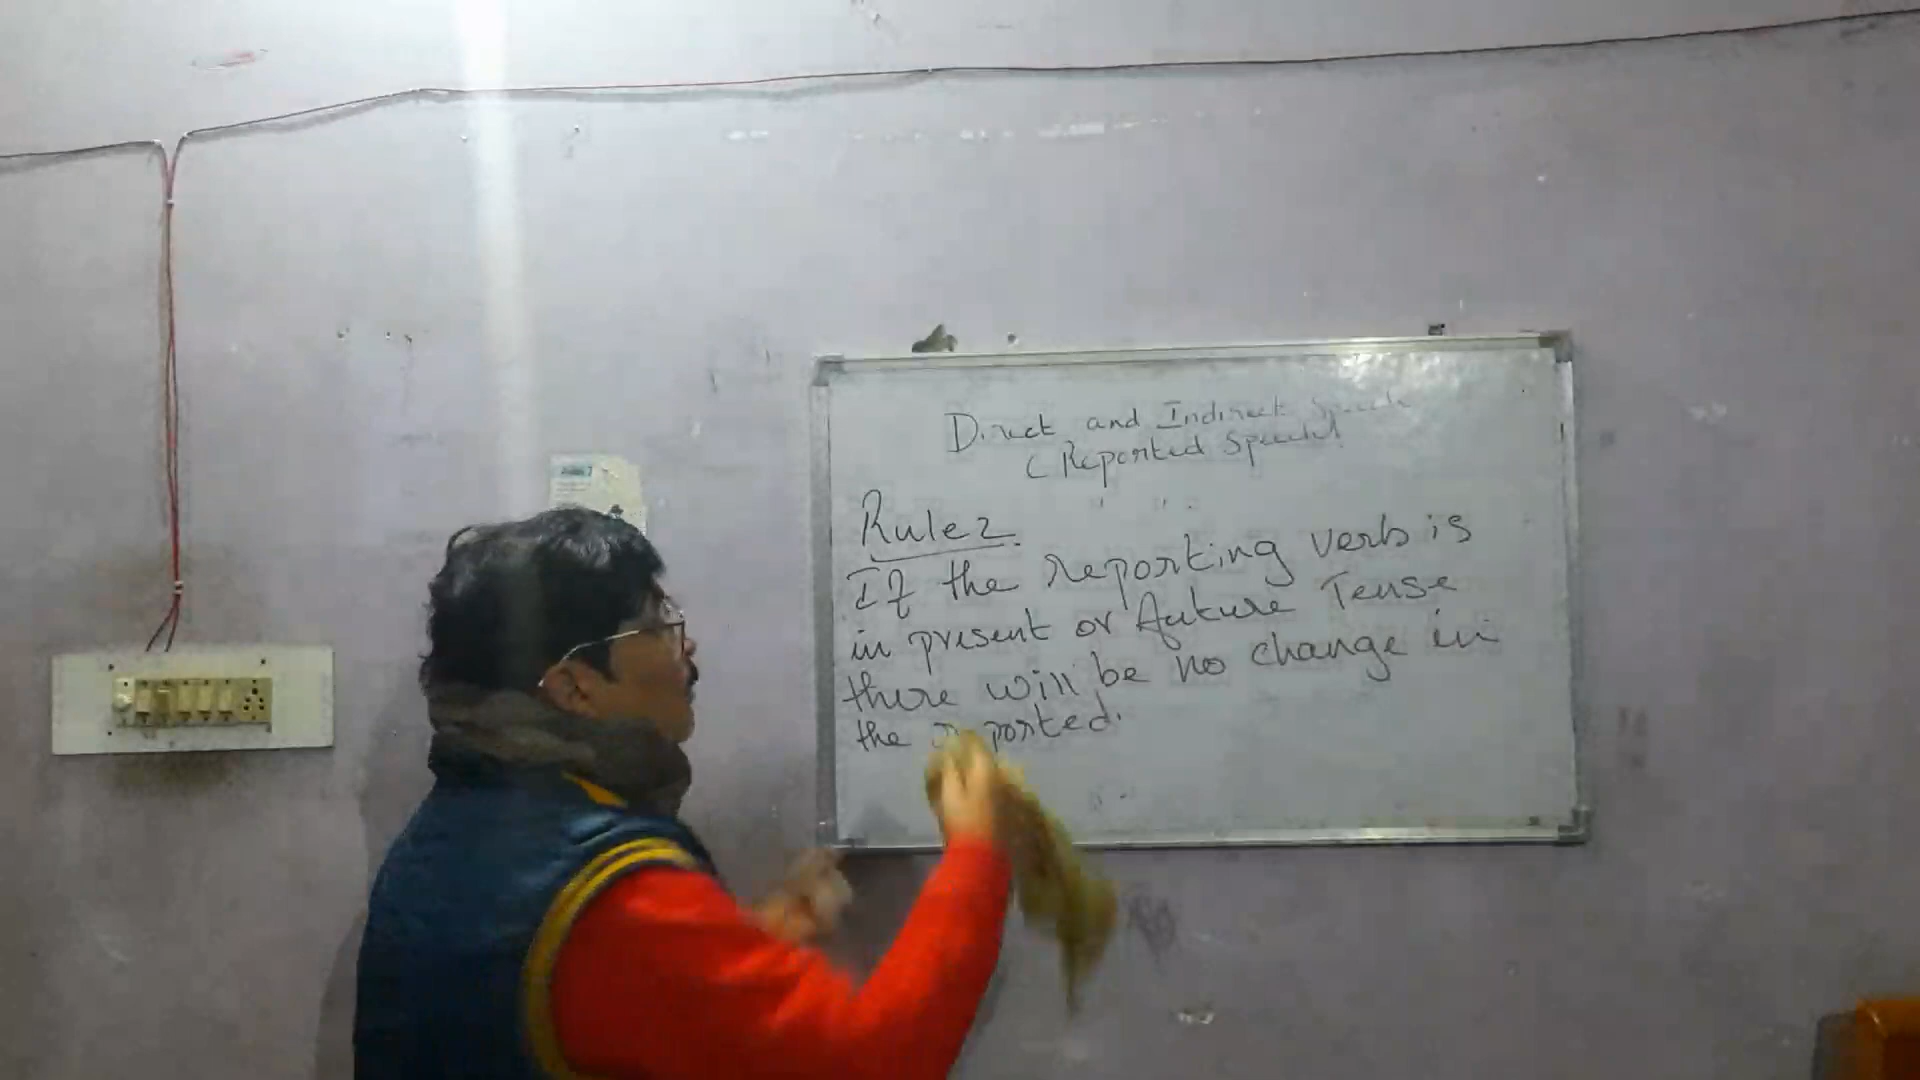 Direct and Indirect Speech
(Reported Speech)
Rule 2.
If the reporting verb is
in present or future Tense
there will be no change in
the reported.